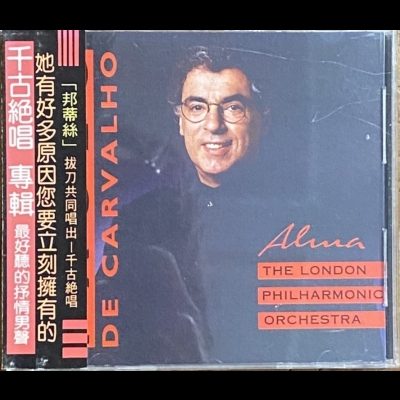 千古絕唱 專輯 最好聽的抒情男聲
她有好多原因您要立刻擁有的
「邦蒂絲」拔刀共同唱出－千古絕唱
DE CARVALHO
Alma
THE LONDON
PHILHARMONIC
ORCHESTRA